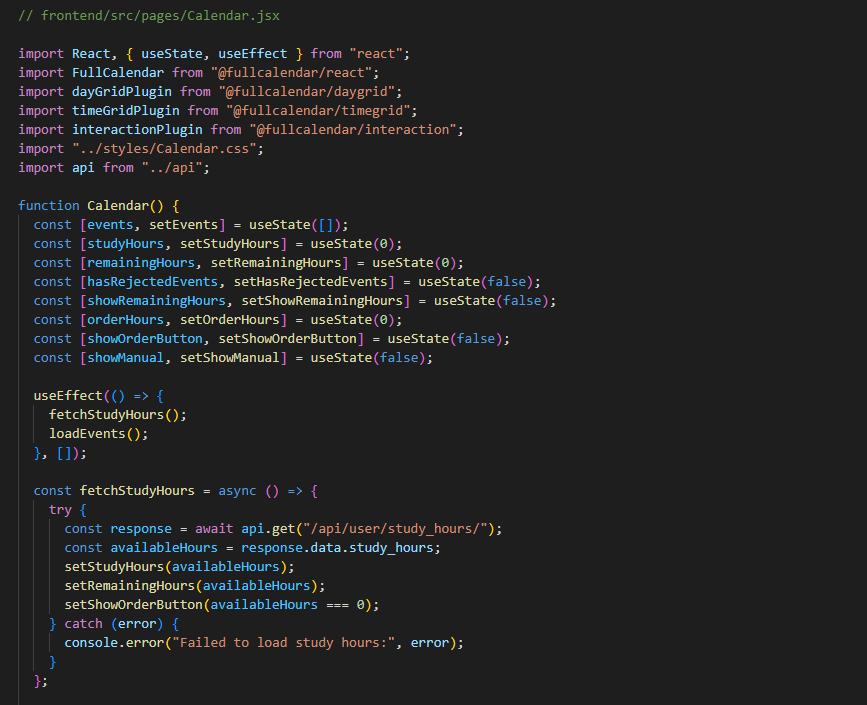 // frontend/src/pages/Calendar.jsx
import React, { useState, useEffect } from "react";
import FullCalendar from "@fullcalendar/react";
import dayGridPlugin from "@fullcalendar/daygrid";
import timeGridPlugin from "@fullcalendar/timegrid";
import interactionPlugin from "@fullcalendar/interaction";
import "../styles/Calendar.css";
import api from "../api";
function Calendar() {
const [events, setEvents] = useState([]);
const [studyHours, setStudyHours] = useState(0);
const [remainingHours, setRemainingHours] = useState(0);
const [hasRejectedEvents, setHasRejectedEvents] = useState(false);
const [showRemainingHours, setShowRemainingHours] = useState(false);
const [orderHours, setOrderHours] = useState(0);
const [showOrderButton, setShowOrderButton] = useState(false);
const [showManual, setShowManual] = useState(false);
useEffect(() => {
fetchStudyHours();
loadEvents();
}, []);
const fetchStudyHours = async () => {
try {
const response = await api.get("/api/user/study_hours/");
const availableHours = response.data.study_hours;
setStudyHours(availableHours);
setRemainingHours(availableHours);
setShowOrderButton(availableHours === 0);
} catch (error) {
console.error("Failed to load study hours:", error);
}
};